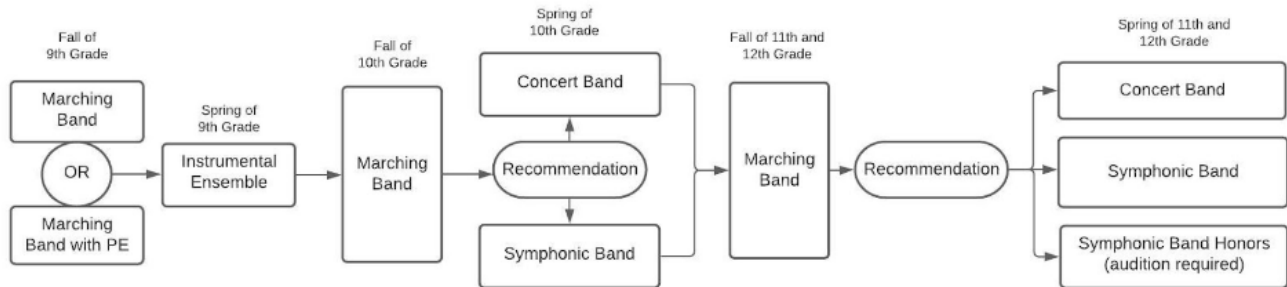 Fall of
9th Grade
Marching
Band
OR
Marching
Band with PE
Spring of
9th Grade
Instrumental
Ensemble
Fall of
10th Grade
Marching
Band
Spring of
10th Grade
Concert Band
Recommendation
Symphonic Band
Fall of 11th and
12th Grade
Marching
Band
Recommendation
Spring of 11th and
12th Grade
Concert Band
Symphonic Band
Symphonic Band Honors
(audition required)